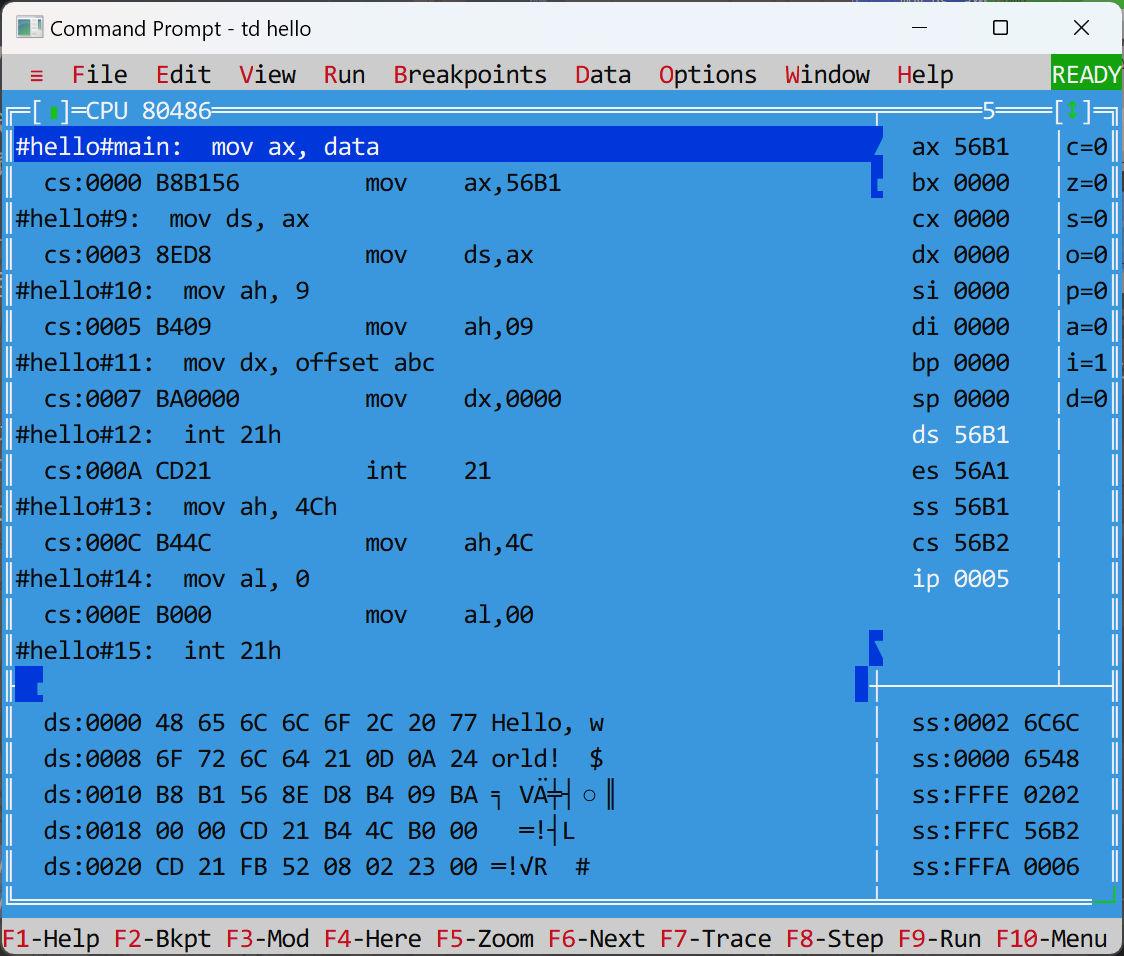 Command Prompt - td hello
≡ File Edit View Run Breakpoints Data Options Window Help READY
[▮]=CPU 80486 5 [↕]
#hello#main:  mov ax, data ax 56B1 c=0
cs:0000 B8B156 mov ax,56B1 bx 0000 z=0
#hello#9:  mov ds, ax cx 0000 s=0
cs:0003 8ED8 mov ds,ax dx 0000 o=0
#hello#10:  mov ah, 9 si 0000 p=0
cs:0005 B409 mov ah,09 di 0000 a=0
#hello#11:  mov dx, offset abc bp 0000 i=1
cs:0007 BA0000 mov dx,0000 sp 0000 d=0
#hello#12:  int 21h ds 56B1
cs:000A CD21 int 21 es 56A1
#hello#13:  mov ah, 4Ch ss 56B1
cs:000C B44C mov ah,4C cs 56B2
#hello#14:  mov al, 0 ip 0005
cs:000E B000 mov al,00
#hello#15:  int 21h
ds:0000 48 65 6C 6C 6F 2C 20 77 Hello, w ss:0002 6C6C
ds:0008 6F 72 6C 64 21 0D 0A 24 orld!  $ ss:0000 6548
ds:0010 B8 B1 56 8E D8 B4 09 BA ╕ VÄ╪┤○║ ss:FFFE 0202
ds:0018 00 00 CD 21 B4 4C B0 00   ═!┤L ss:FFFC 56B2
ds:0020 CD 21 FB 52 08 02 23 00 ═!√R  # ss:FFFA 0006
F1-Help F2-Bkpt F3-Mod F4-Here F5-Zoom F6-Next F7-Trace F8-Step F9-Run F10-Menu